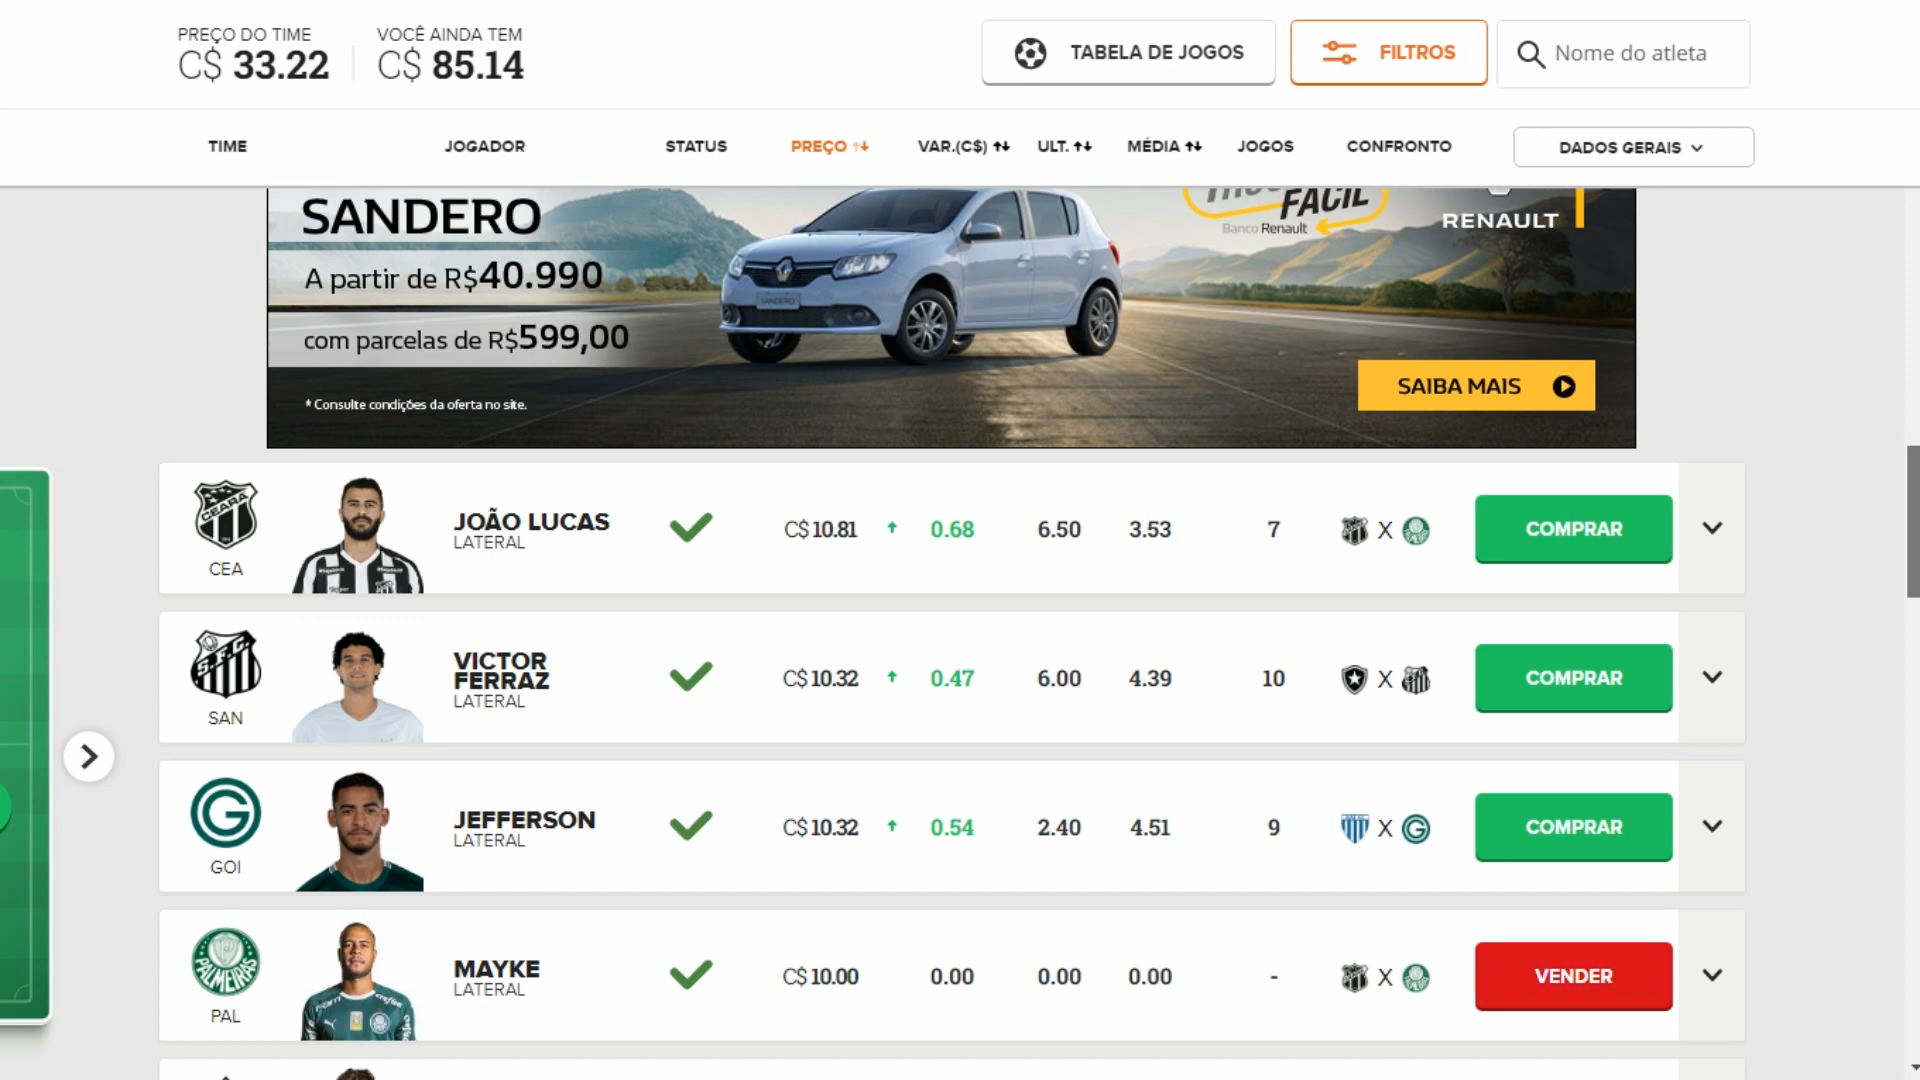 PREÇO DO TIME
C$ 33.22
VOCÊ AINDA TEM
C$ 85.14
TABELA DE JOGOS
FILTROS
Nome do atleta
TIME
JOGADOR
STATUS
PREÇO
VAR.(C$)
ULT.
MÉDIA
JOGOS
CONFRONTO
DADOS GERAIS
SANDERO
A partir de R$40.990
com parcelas de R$599,00
* Consulte condições da oferta no site.
SANDERO
FÁCIL
Banco Renault
RENAULT
SAIBA MAIS
CEARÁ
CEA
JOÃO LUCAS
LATERAL
C$ 10.81
0.68
6.50
3.53
7
X
COMPRAR
S.F.C
SAN
VICTOR
FERRAZ
LATERAL
C$ 10.32
0.47
6.00
4.39
10
X
COMPRAR
G
GOI
JEFFERSON
LATERAL
C$ 10.32
0.54
2.40
4.51
9
X
COMPRAR
PALMEIRAS
PAL
MAYKE
LATERAL
C$ 10.00
0.00
0.00
0.00
-
X
VENDER